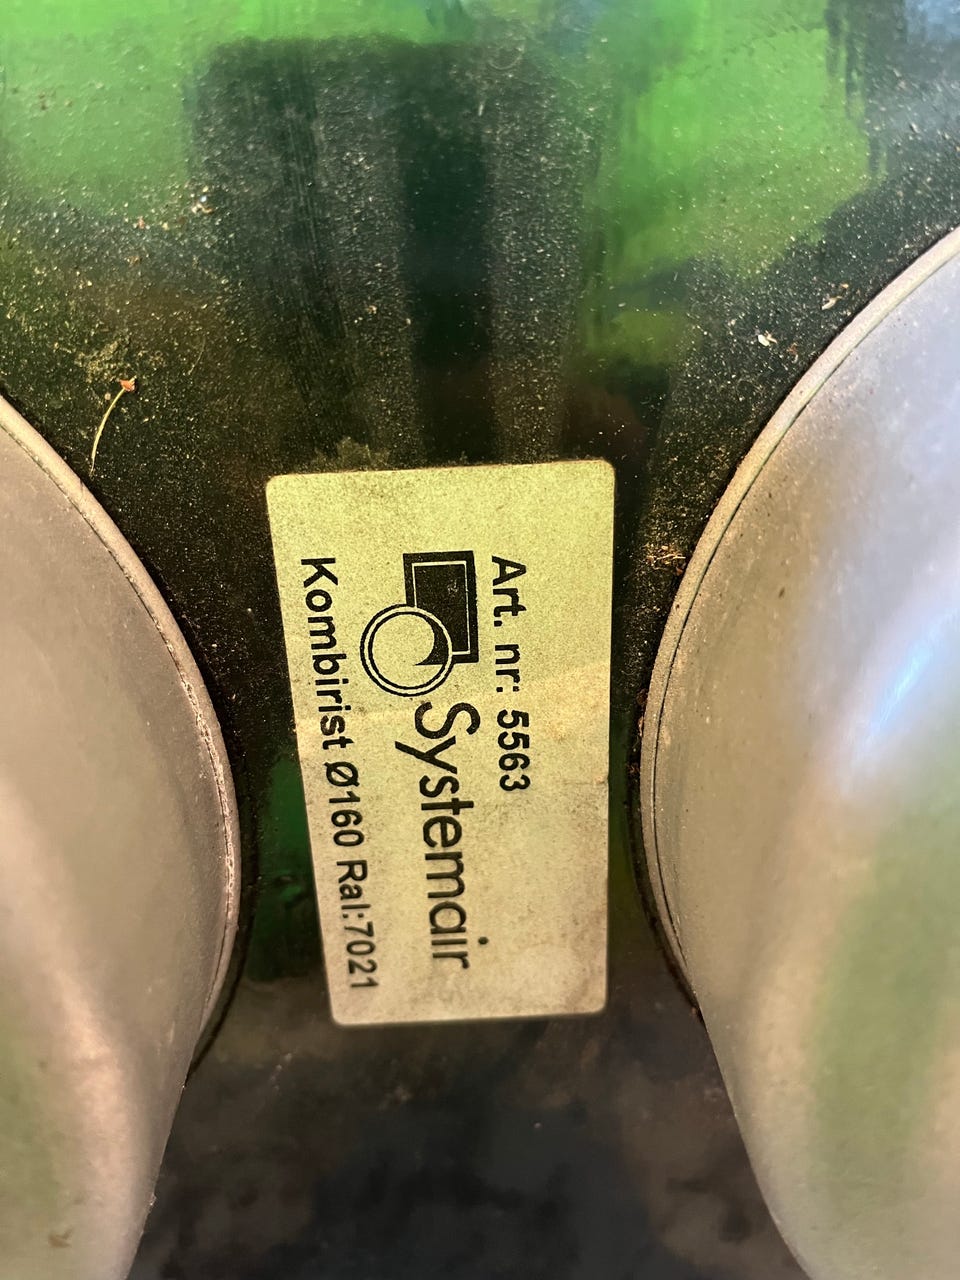 Art. nr: 5563
Systemair
Kombirist Ø160 Ral:7021